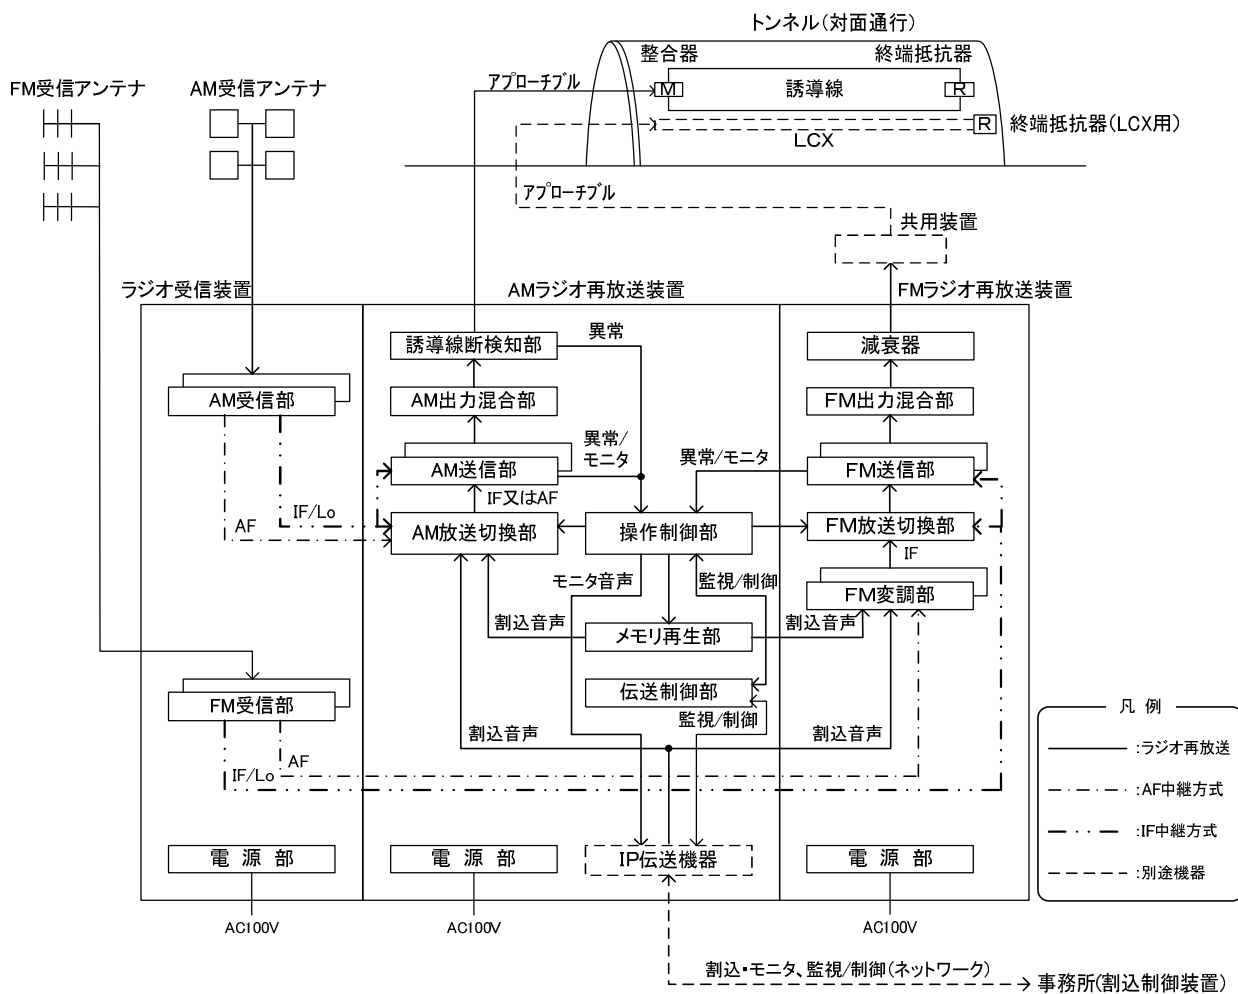 トンネル(対面通行)
整合器
終端抵抗器
FM受信アンテナ
AM受信アンテナ
アプローチブル
M
誘導線
R
R
終端抵抗器(LCX用)
LCX
アプローチブル
共用装置
ラジオ受信装置
AMラジオ再放送装置
FMラジオ再放送装置
誘導線断検知部
異常
減衰器
AM受信部
AM出力混合部
FM出力混合部
異常/
モニタ
異常/モニタ
AM送信部
FM送信部
IF又はAF
IF/Lo
AF
AM放送切換部
操作制御部
FM放送切換部
IF
モニタ音声
監視/制御
FM変調部
割込音声
メモリ再生部
割込音声
伝送制御部
FM受信部
監視/制御
割込音声
割込音声
AF
IF/Lo
凡 例
:ラジオ再放送
:AF中継方式
:IF中継方式
:別途機器
電 源 部
電 源 部
IP伝送機器
電 源 部
AC100V
AC100V
AC100V
割込・モニタ、監視/制御(ネットワーク)
事務所(割込制御装置)